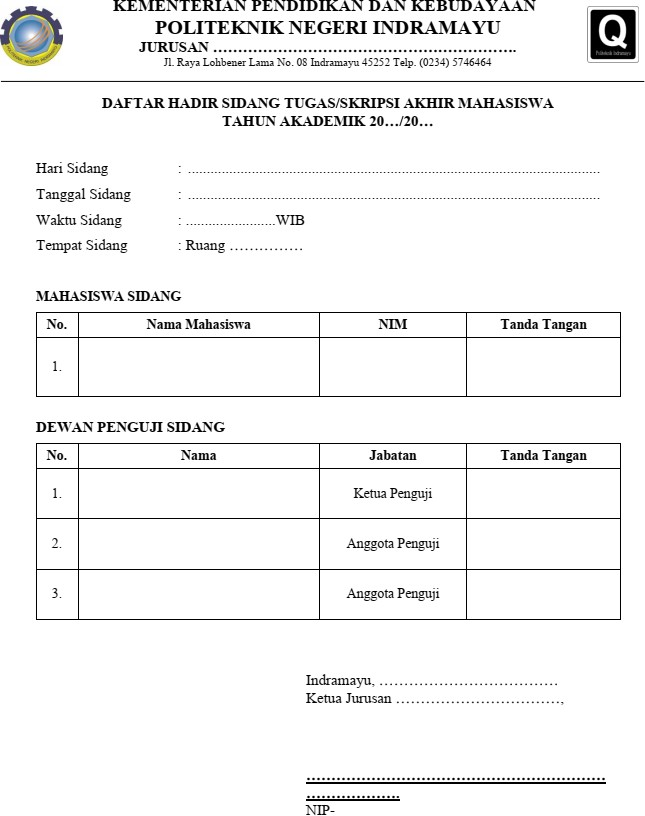 KEMENTERIAN PENDIDIKAN DAN KEBUDAYAAN
POLITEKNIK NEGERI INDRAMAYU
JURUSAN …………………………………………………….
Jl. Raya Lohbener Lama No. 08 Indramayu 45252 Telp. (0234) 5746464
Q
Politeknik Indramayu
DAFTAR HADIR SIDANG TUGAS/SKRIPSI AKHIR MAHASISWA
TAHUN AKADEMIK 20…/20…
Hari Sidang : ..............................................................................................................
Tanggal Sidang : ..............................................................................................................
Waktu Sidang : ........................WIB
Tempat Sidang : Ruang ……………
MAHASISWA SIDANG
No. Nama Mahasiswa NIM Tanda Tangan
1.
DEWAN PENGUJI SIDANG
No. Nama Jabatan Tanda Tangan
1. Ketua Penguji
2. Anggota Penguji
3. Anggota Penguji
Indramayu, ………………………………
Ketua Jurusan ……………………………,
……………………………………………………
……………….
NIP-